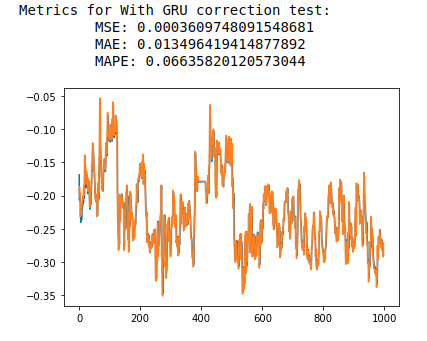 Metrics for With GRU correction test:
MSE: 0.0003609748091548681
MAE: 0.013496419414877892
MAPE: 0.06635820120573044
−0.05
−0.10
−0.15
−0.20
−0.25
−0.30
−0.35
0 200 400 600 800 1000